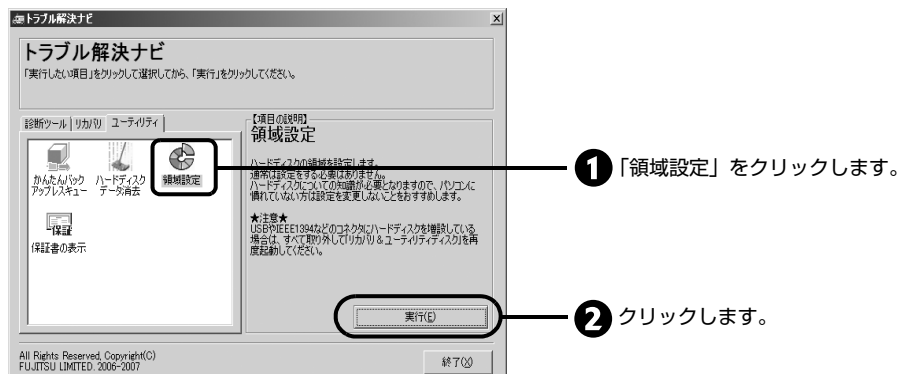 トラブル解決ナビ
トラブル解決ナビ
「実行したい項目」をクリックして選択してから、「実行」をクリックしてください。
診断ツール リカバリ ユーティリティ
かんたんバック
アップレスキュー
ハードディスク
データ消去
領域設定
保証
保証書の表示
【項目の説明】
領域設定
ハードディスクの領域を設定します。
通常は設定をする必要はありません。
ハードディスクについての知識が必要となりますので、パソコンに
慣れていない方は設定を変更しないことをおすすめします。
★注意★
USBやIEEE1394などのコネクタにハードディスクを増設している
場合は、すべて取り外して「リカバリ&ユーティリティディスク」を再
度起動してください。
実行(E)
All Rights Reserved, Copyright(C)
FUJITSU LIMITED. 2006-2007
終了(X)
1 「領域設定」をクリックします。
2 クリックします。